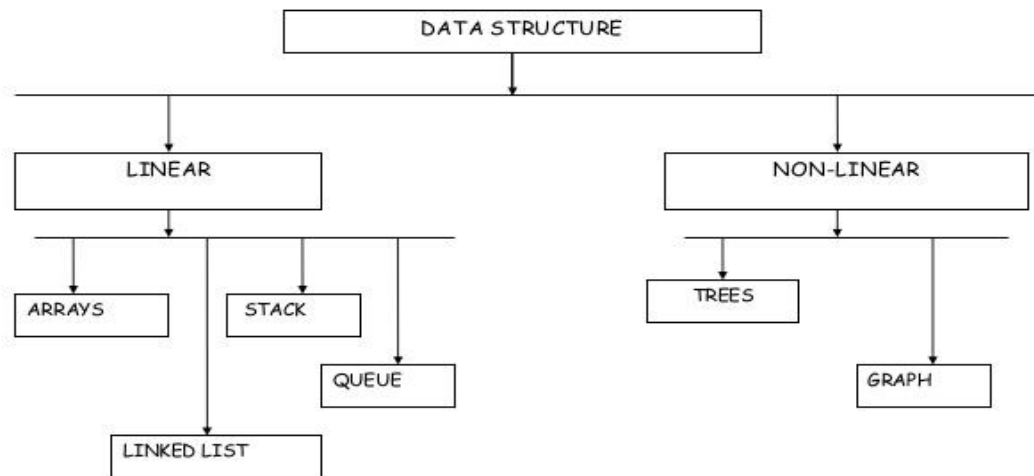 DATA STRUCTURE
LINEAR
NON-LINEAR
ARRAYS
STACK
TREES
QUEUE
GRAPH
LINKED LIST